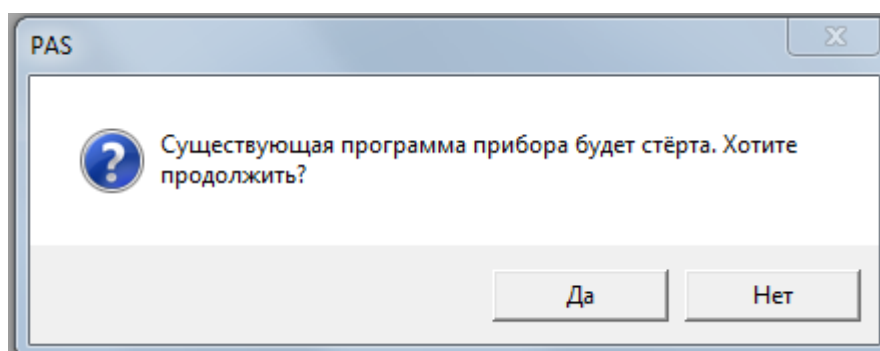 PAS
Существующая программа прибора будет стёрта. Хотите
продолжить?
Да
Нет